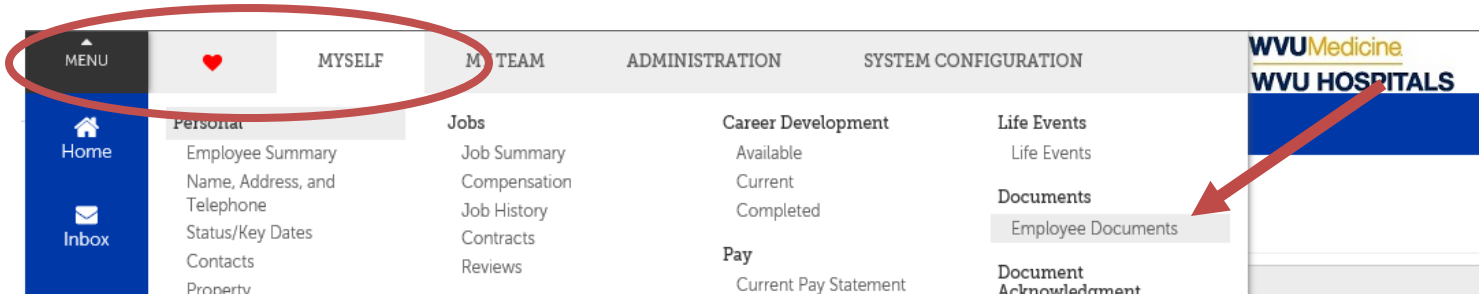 MENU
MYSELF
M TEAM
ADMINISTRATION
SYSTEM CONFIGURATION
WVUMedicine
WVU HOSPITALS
Home
Inbox
Personal
Employee Summary
Name, Address, and
Telephone
Status/Key Dates
Contacts
Property
Jobs
Job Summary
Compensation
Job History
Contracts
Reviews
Career Development
Available
Current
Completed
Pay
Current Pay Statement
Life Events
Life Events
Documents
Employee Documents
Document
Acknowledgment